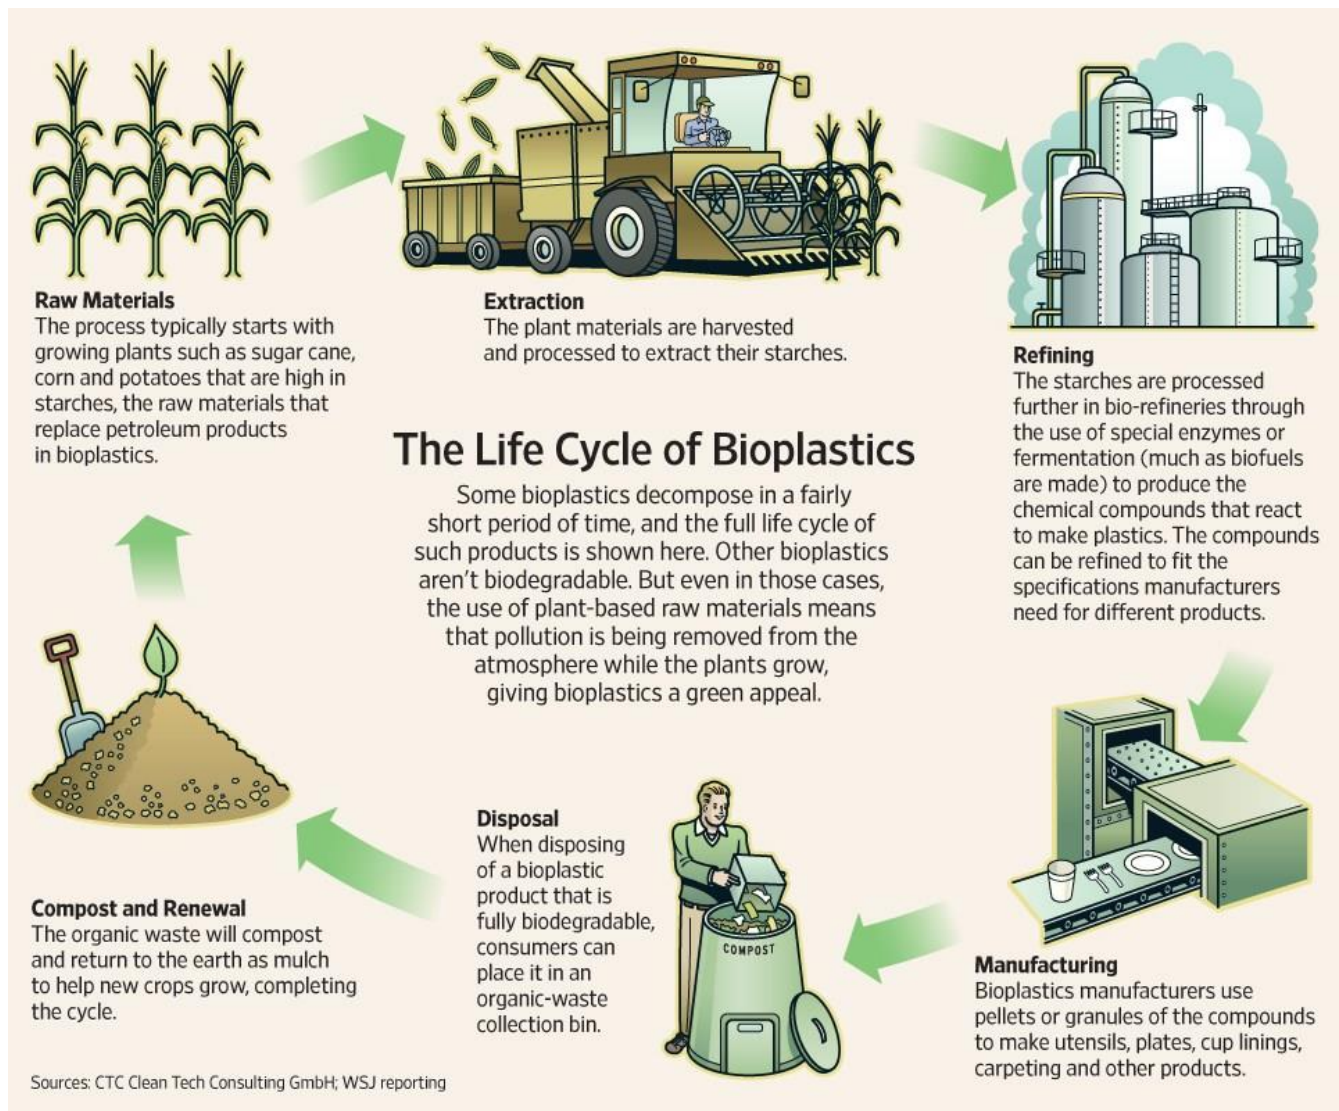 Raw Materials
The process typically starts with
growing plants such as sugar cane,
corn and potatoes that are high in
starches, the raw materials that
replace petroleum products
in bioplastics.
Extraction
The plant materials are harvested
and processed to extract their starches.
Refining
The starches are processed
further in bio-refineries through
the use of special enzymes or
fermentation (much as biofuels
are made) to produce the
chemical compounds that react
to make plastics. The compounds
can be refined to fit the
specifications manufacturers
need for different products.
The Life Cycle of Bioplastics
Some bioplastics decompose in a fairly
short period of time, and the full life cycle of
such products is shown here. Other bioplastics
aren't biodegradable. But even in those cases,
the use of plant-based raw materials means
that pollution is being removed from the
atmosphere while the plants grow,
giving bioplastics a green appeal.
Manufacturing
Bioplastics manufacturers use
pellets or granules of the compounds
to make utensils, plates, cup linings,
carpeting and other products.
Disposal
When disposing
of a bioplastic
product that is
fully biodegradable,
consumers can
place it in an
organic-waste
collection bin.
COMPOST
Compost and Renewal
The organic waste will compost
and return to the earth as mulch
to help new crops grow, completing
the cycle.
Sources: CTC Clean Tech Consulting GmbH; WSJ reporting